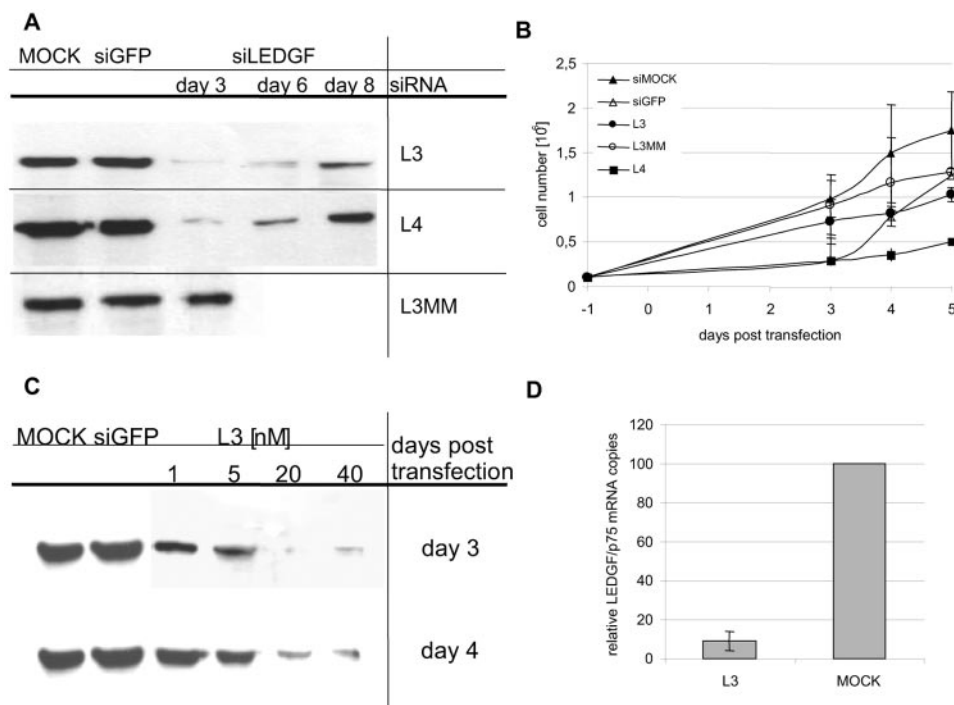 A
MOCK siGFP siLEDGF
day 3 day 6 day 8 siRNA
L3
L4
L3MM
B
2,5
2
1,5
1
0,5
0
cell number [10⁶]
siMOCK
siGFP
L3
L3MM
L4
-1 0 1 2 3 4 5
days post transfection
C
MOCK siGFP L3 [nM] days post
transfection
1 5 20 40
day 3
day 4
D
120
100
80
60
40
20
0
relative LEDGF/p75 mRNA copies
L3 MOCK